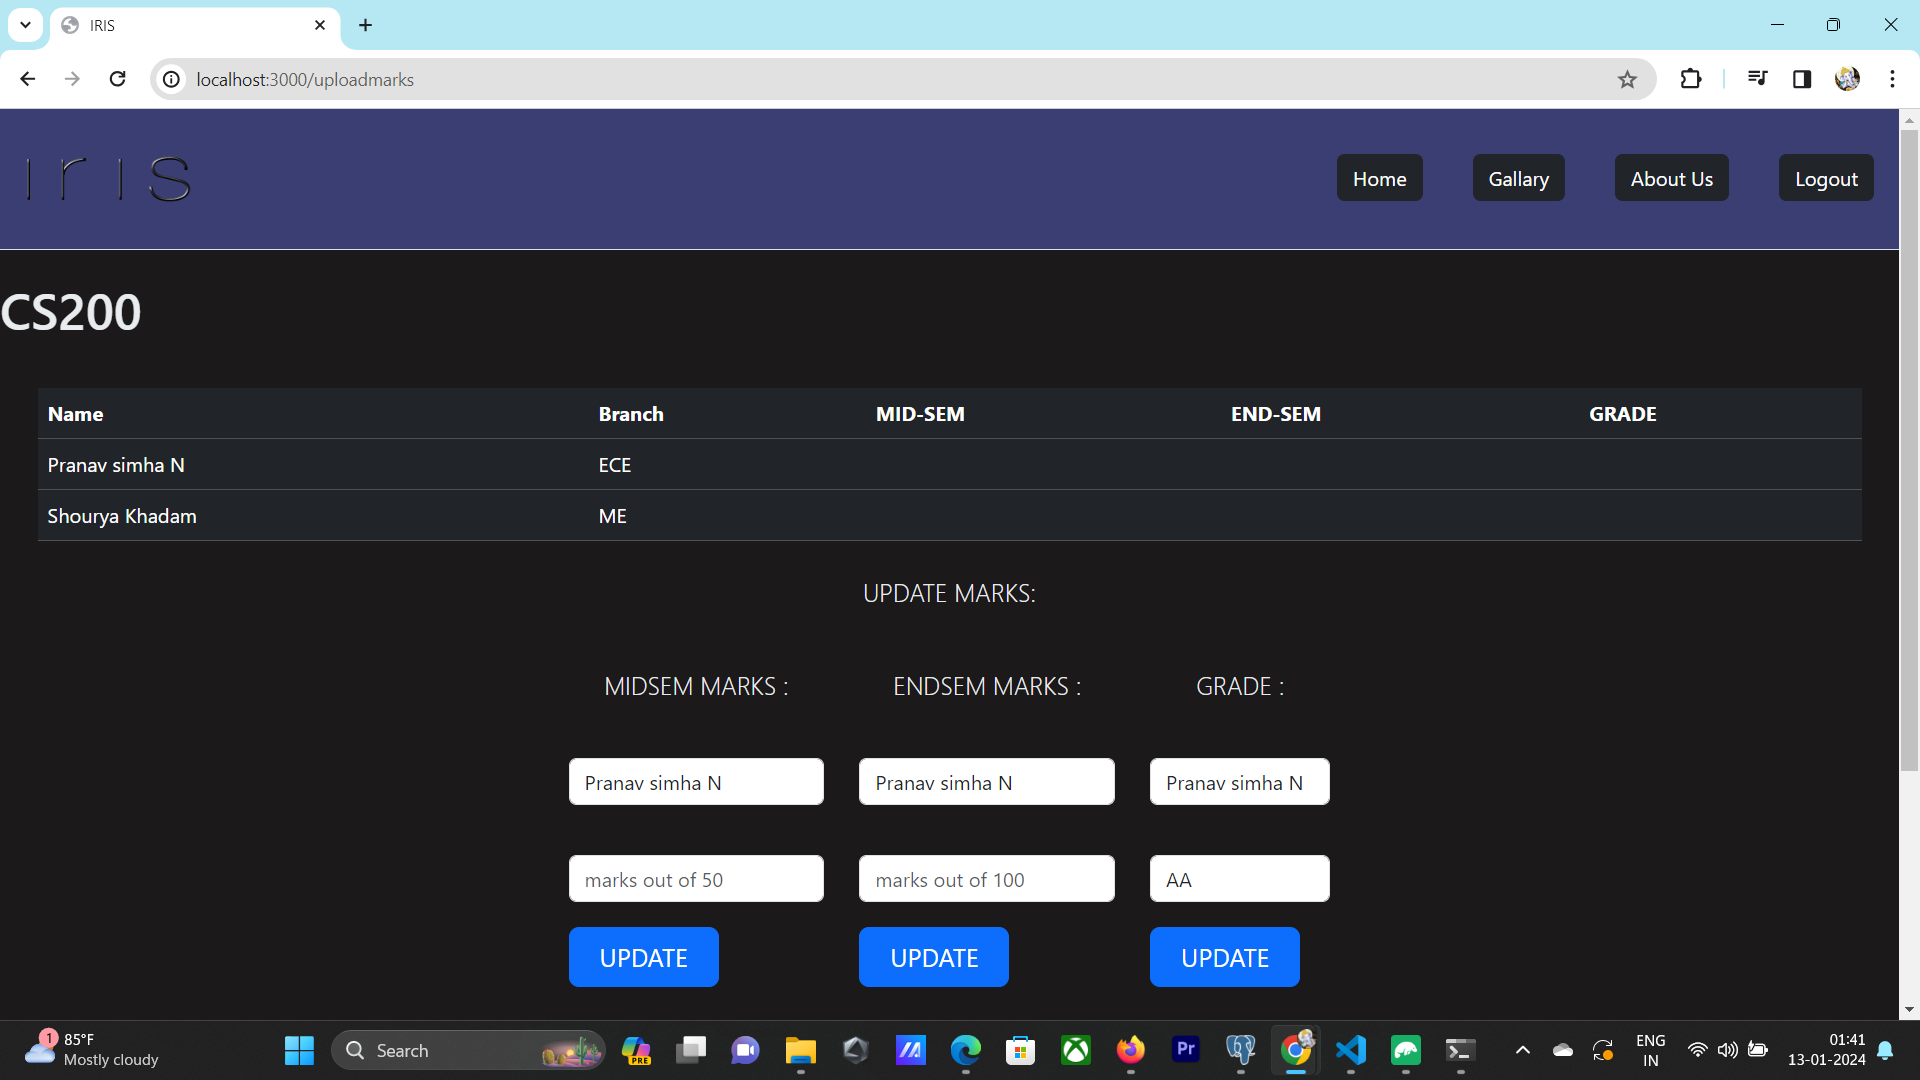 IRIS
localhost:3000/uploadmarks
iris
Home Gallary About Us Logout
CS200
Name Branch MID-SEM END-SEM GRADE
Pranav simha N ECE
Shourya Khadam ME
UPDATE MARKS:
MIDSEM MARKS : ENDSEM MARKS : GRADE :
Pranav simha N Pranav simha N Pranav simha N
marks out of 50 marks out of 100 AA
UPDATE UPDATE UPDATE
1 85°F
Mostly cloudy
Search
PRE
Pr
ENG
IN
01:41
13-01-2024